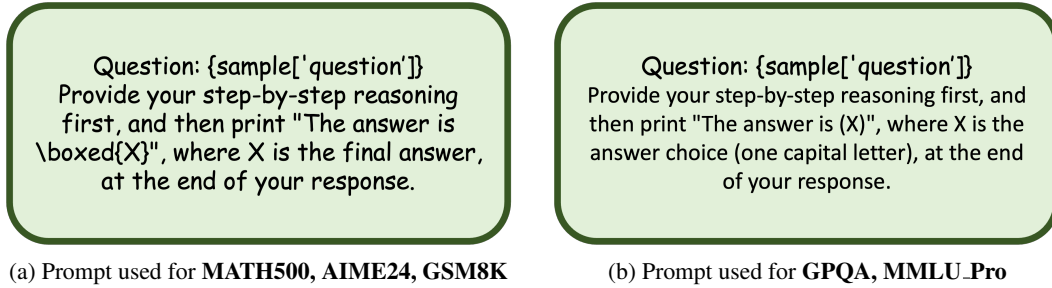 Question: {sample['question']}
Provide your step-by-step reasoning
first, and then print "The answer is
\boxed{X}", where X is the final answer,
at the end of your response.
(a) Prompt used for MATH500, AIME24, GSM8K
Question: {sample['question']}
Provide your step-by-step reasoning first, and
then print "The answer is (X)", where X is the
answer choice (one capital letter), at the end
of your response.
(b) Prompt used for GPQA, MMLU_Pro